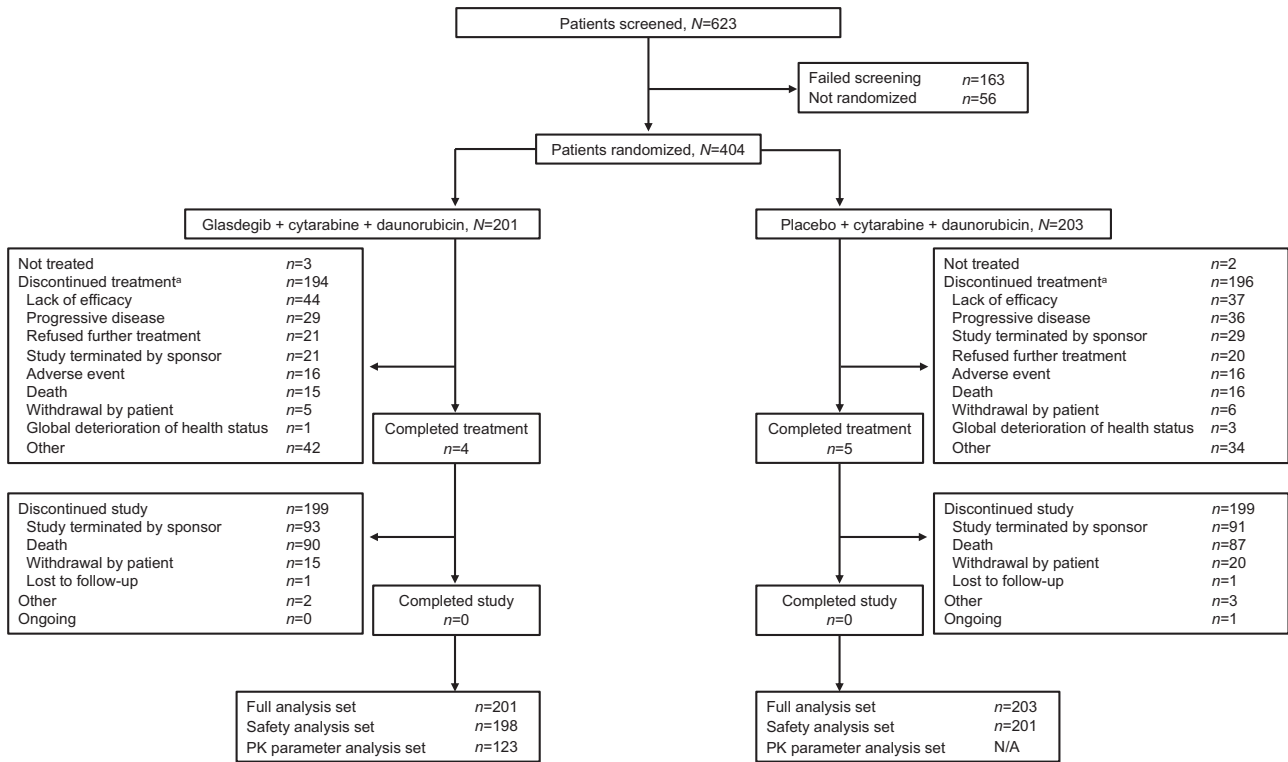 Patients screened, N=623
Failed screening n=163
Not randomized n=56
Patients randomized, N=404
Glasdegib + cytarabine + daunorubicin, N=201
Placebo + cytarabine + daunorubicin, N=203
Not treated n=3
Discontinued treatmentᵃ n=194
Lack of efficacy n=44
Progressive disease n=29
Refused further treatment n=21
Study terminated by sponsor n=21
Adverse event n=16
Death n=15
Withdrawal by patient n=5
Global deterioration of health status n=1
Other n=42
Completed treatment
n=4
Not treated n=2
Discontinued treatmentᵃ n=196
Lack of efficacy n=37
Progressive disease n=36
Study terminated by sponsor n=29
Refused further treatment n=20
Adverse event n=16
Death n=16
Withdrawal by patient n=6
Global deterioration of health status n=3
Other n=34
Completed treatment
n=5
Discontinued study n=199
Study terminated by sponsor n=93
Death n=90
Withdrawal by patient n=15
Lost to follow-up n=1
Other n=2
Ongoing n=0
Completed study
n=0
Discontinued study n=199
Study terminated by sponsor n=91
Death n=87
Withdrawal by patient n=20
Lost to follow-up n=1
Other n=3
Ongoing n=1
Completed study
n=0
Full analysis set n=201
Safety analysis set n=198
PK parameter analysis set n=123
Full analysis set n=203
Safety analysis set n=201
PK parameter analysis set N/A